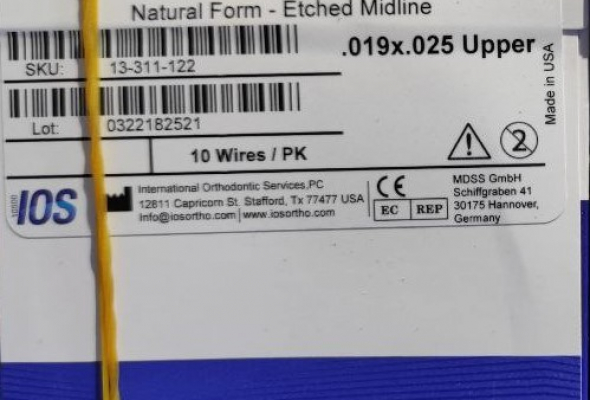 Natural Form - Etched Midline
.019x.025 Upper
SKU: 13-311-122
Lot: 0322182521
Made in USA
10 Wires / PK
2
IOS
International Orthodontic Services,PC
12811 Capricorn St. Stafford, Tx 77477 USA
Info@iosortho.com | www.iosortho.com
CE
EC REP
MDSS GmbH
Schiffgraben 41
30175 Hannover,
Germany